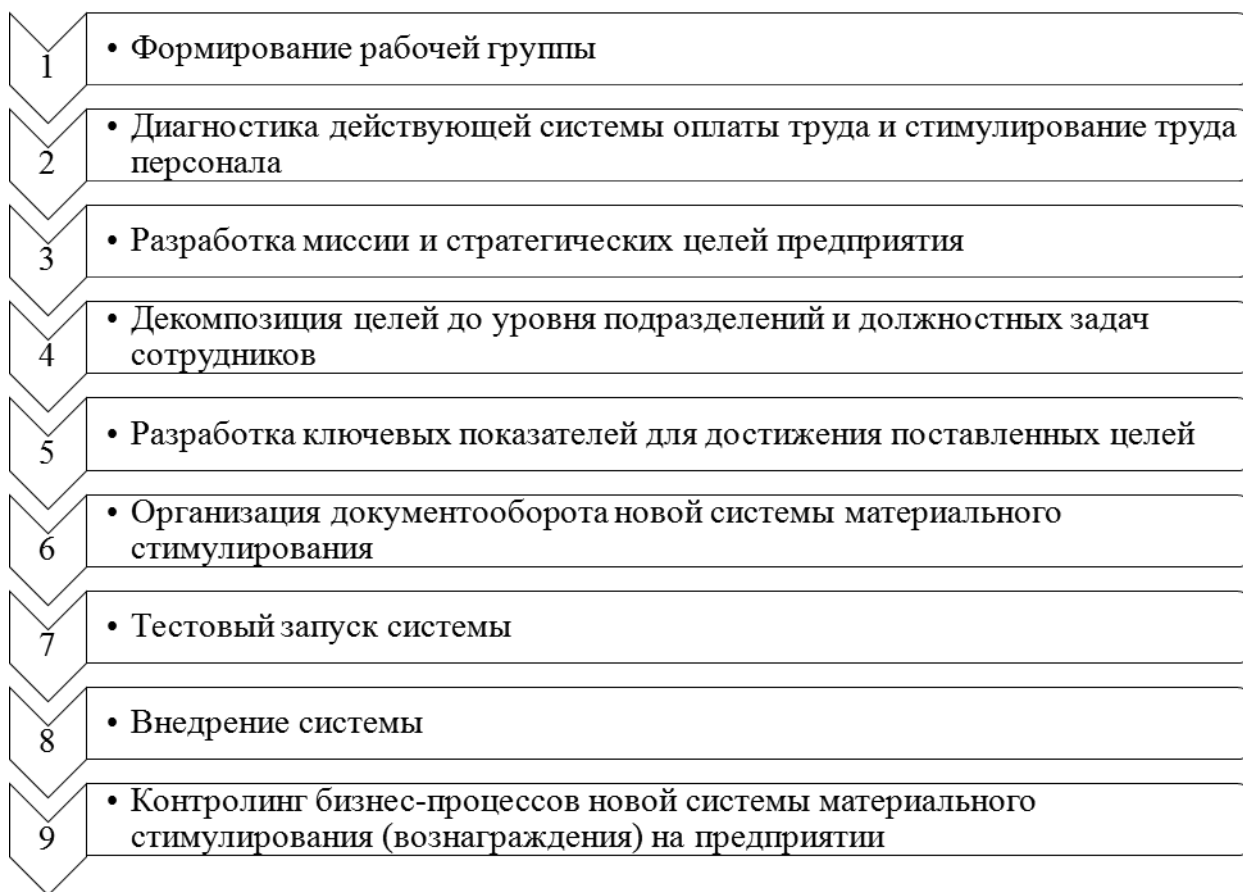 1
• Формирование рабочей группы
2
• Диагностика действующей системы оплаты труда и стимулирование труда
персонала
3
• Разработка миссии и стратегических целей предприятия
4
• Декомпозиция целей до уровня подразделений и должностных задач
сотрудников
5
• Разработка ключевых показателей для достижения поставленных целей
6
• Организация документооборота новой системы материального
стимулирования
7
• Тестовый запуск системы
8
• Внедрение системы
9
• Контролинг бизнес-процессов новой системы материального
стимулирования (вознаграждения) на предприятии